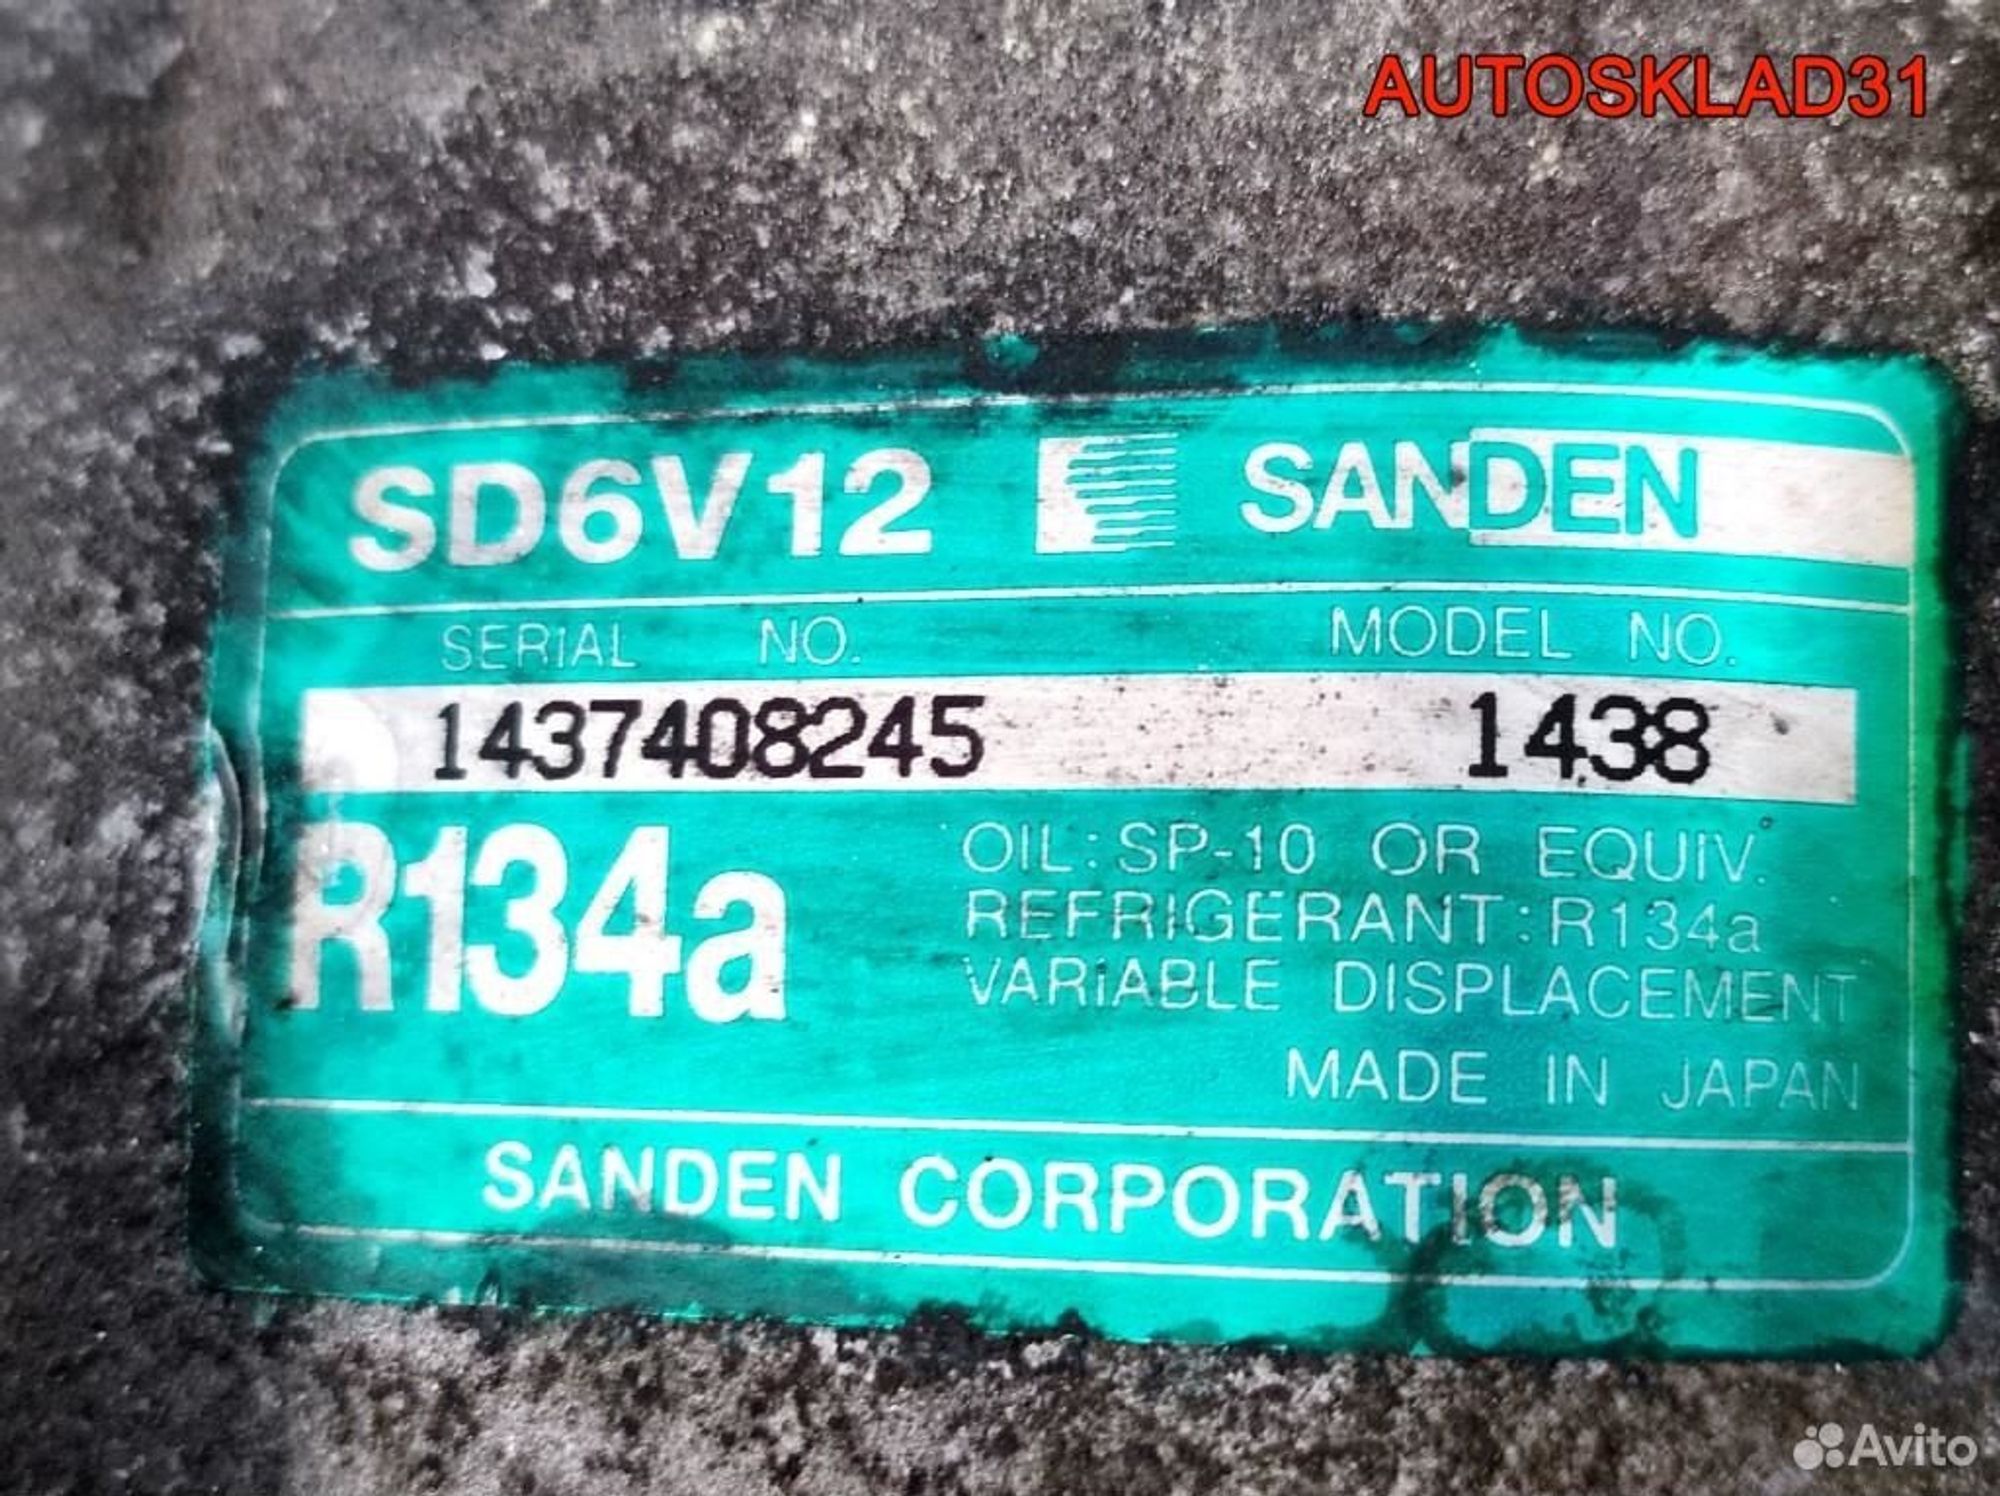 AUTOSKLAD31
SD6V12 SANDEN
SERIAL NO. MODEL NO.
1437408245 1438
R134a
OIL: SP-10 OR EQUIV.
REFRIGERANT: R134a
VARIABLE DISPLACEMENT
MADE IN JAPAN
SANDEN CORPORATION
Avito